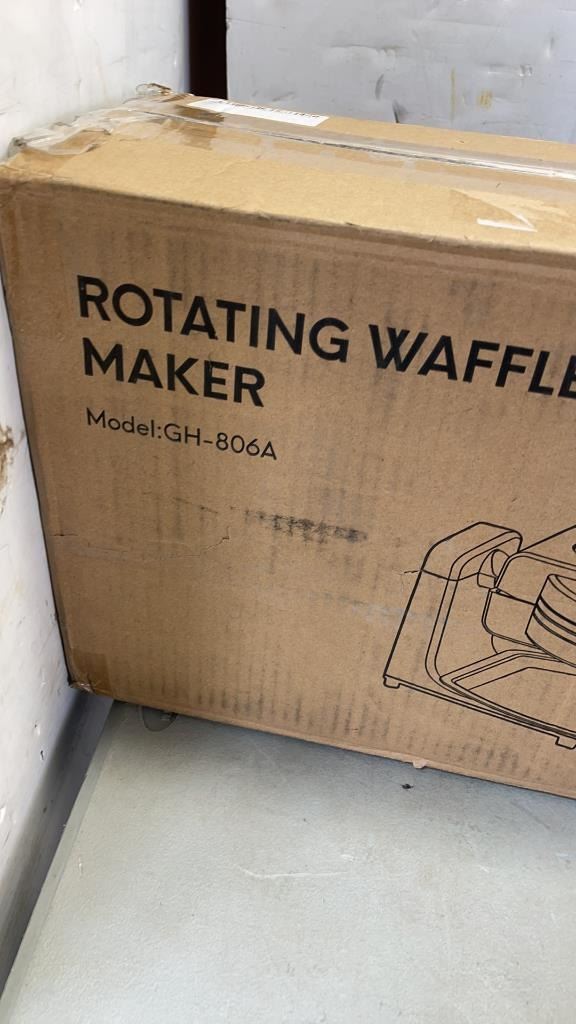 ROTATING WAFFLE
MAKER
Model:GH-806A